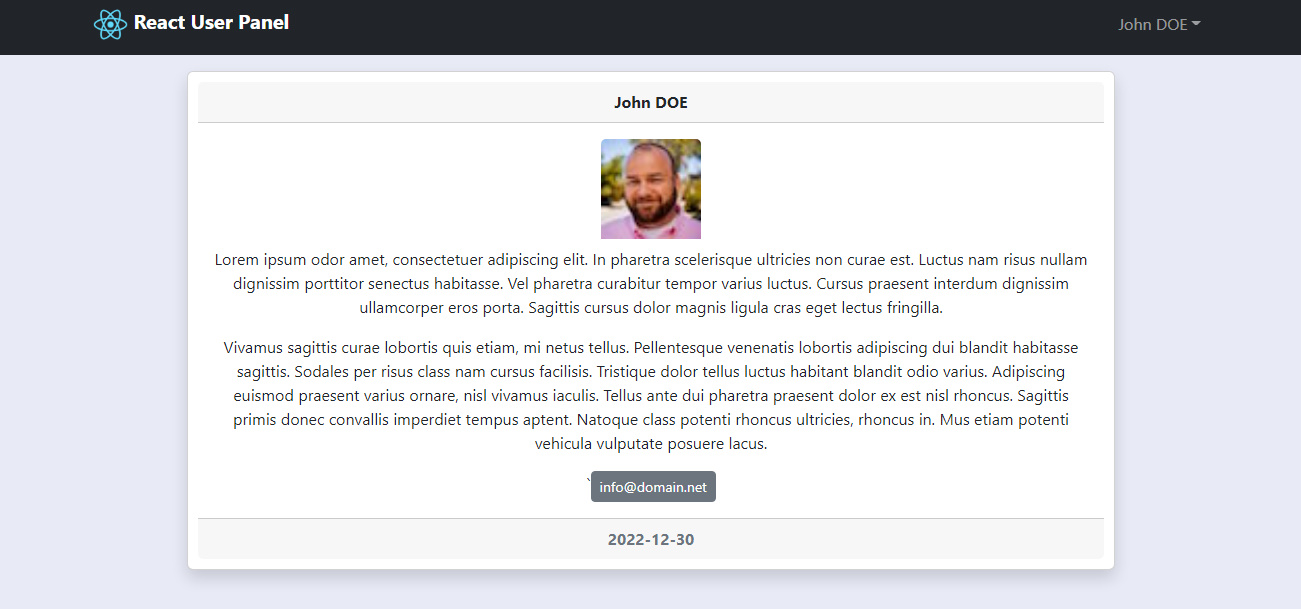 React User Panel
John DOE
John DOE
Lorem ipsum odor amet, consectetuer adipiscing elit. In pharetra scelerisque ultricies non curae est. Luctus nam risus nullam
dignissim porttitor senectus habitasse. Vel pharetra curabitur tempor varius luctus. Cursus praesent interdum dignissim
ullamcorper eros porta. Sagittis cursus dolor magnis ligula cras eget lectus fringilla.
Vivamus sagittis curae lobortis quis etiam, mi netus tellus. Pellentesque venenatis lobortis adipiscing dui blandit habitasse
sagittis. Sodales per risus class nam cursus facilisis. Tristique dolor tellus luctus habitant blandit odio varius. Adipiscing
euismod praesent varius ornare, nisl vivamus iaculis. Tellus ante dui pharetra praesent dolor ex est nisl rhoncus. Sagittis
primis donec convallis imperdiet tempus aptent. Natoque class potenti rhoncus ultricies, rhoncus in. Mus etiam potenti
vehicula vulputate posuere lacus.
`info@domain.net
2022-12-30